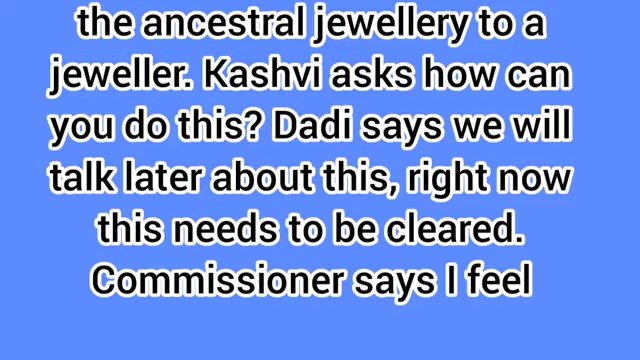 the ancestral jewellery to a
jeweller. Kashvi asks how can
you do this? Dadi says we will
talk later about this, right now
this needs to be cleared.
Commissioner says I feel